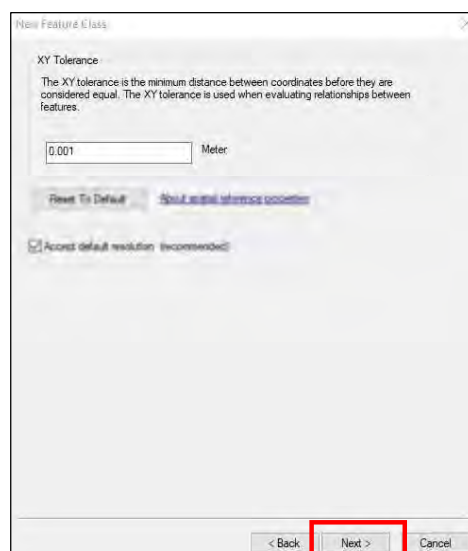 New Feature Class
XY Tolerance
The XY tolerance is the minimum distance between coordinates before they are
considered equal. The XY tolerance is used when evaluating relationships between
features.
0.001 Meter
Reset To Default About spatial reference properties
Accept default resolution (recommended)
< Back Next > Cancel